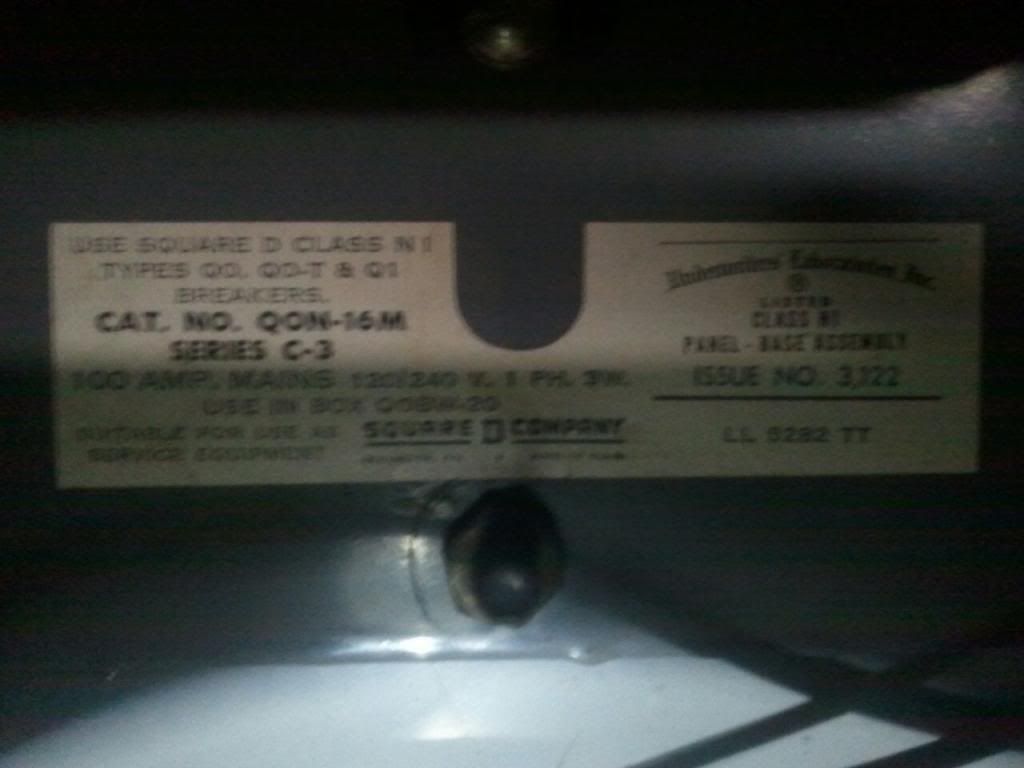 USE SQUARE D CLASS N1
TYPES QO, QO-T & Q1
BREAKERS.
CAT. NO. QON-16M
SERIES C-3
100 AMP. MAINS 120/240 V. 1 PH. 3W.
USE IN BOX QOBW-20
SUITABLE FOR USE AS
SERVICE EQUIPMENT
SQUARE D COMPANY
Underwriters' Laboratories, Inc.
®
LISTED
CLASS N1
PANEL-BASE ASSEMBLY
ISSUE NO. 3,122
LL 5282 TT